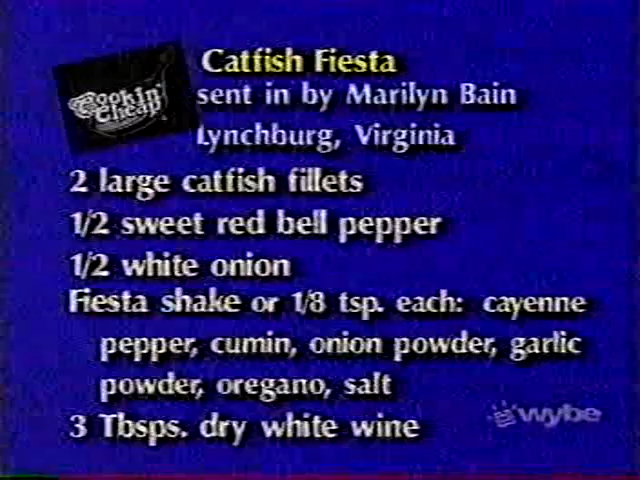 Catfish Fiesta
Cookin' Cheap
sent in by Marilyn Bain
Lynchburg, Virginia
2 large catfish fillets
1/2 sweet red bell pepper
1/2 white onion
Fiesta shake or 1/8 tsp. each: cayenne
pepper, cumin, onion powder, garlic
powder, oregano, salt
3 Tbsps. dry white wine
wybe